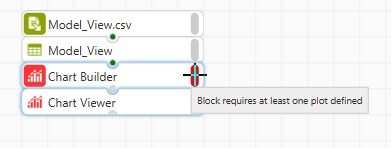 Model_View.csv
Model_View
Chart Builder
Block requires at least one plot defined
Chart Viewer